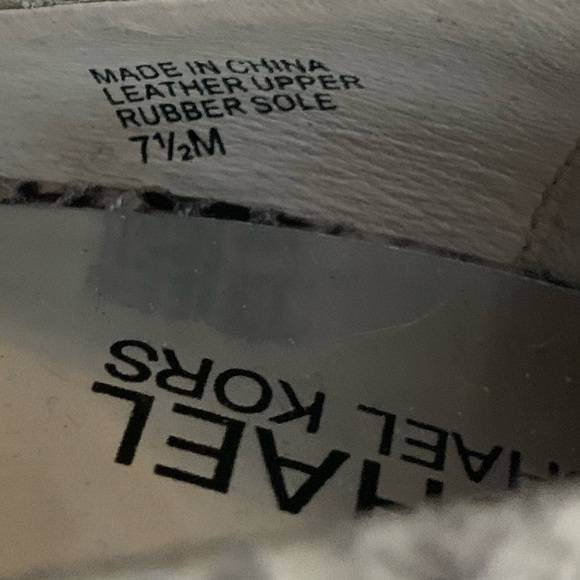 MADE IN CHINA
LEATHER UPPER
RUBBER SOLE
7½M
HAEL KORS
HAEL